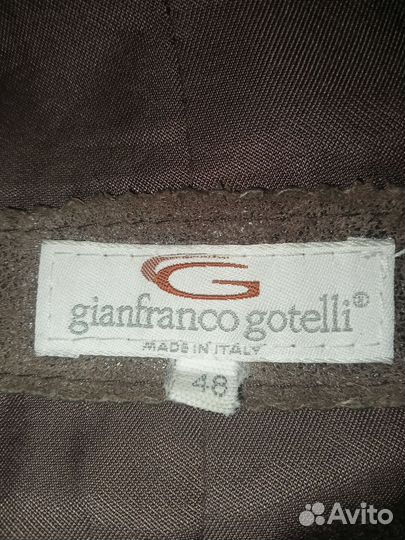 G
gianfranco gotelli®
MADE IN ITALY
48
Avito